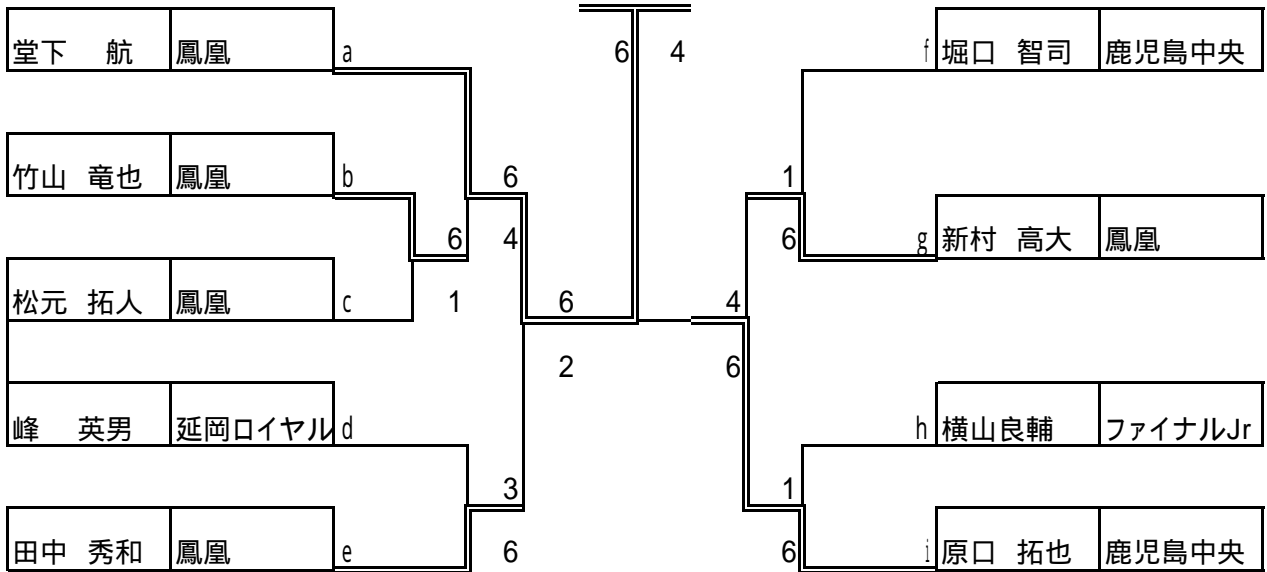 堂下 航 鳳凰 a 6 4 f 堀口 智司 鹿児島中央
竹山 竜也 鳳凰 b 6 1
6 4 6 g 新村 高大 鳳凰
松元 拓人 鳳凰 c 1 6 4
2 6
峰 英男 延岡ロイヤル d h 横山良輔 ファイナルJr
3 1
田中 秀和 鳳凰 e 6 6 i 原口 拓也 鹿児島中央